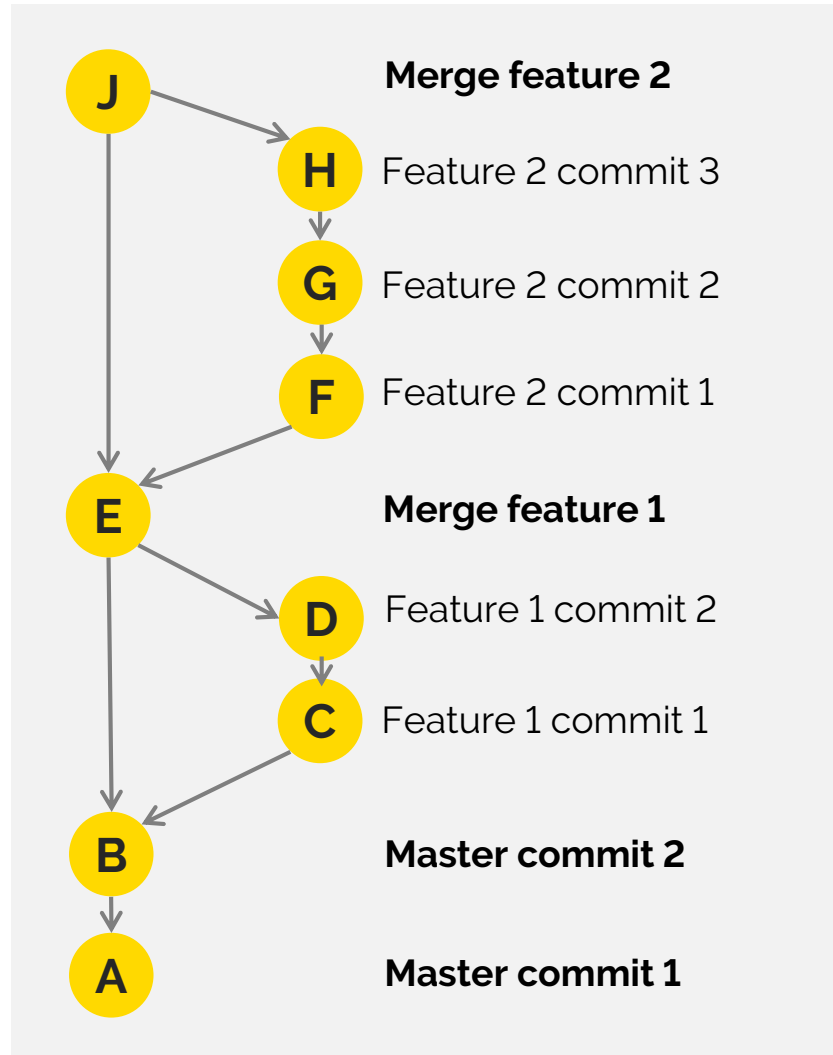 J Merge feature 2
H Feature 2 commit 3
G Feature 2 commit 2
F Feature 2 commit 1
E Merge feature 1
D Feature 1 commit 2
C Feature 1 commit 1
B Master commit 2
A Master commit 1